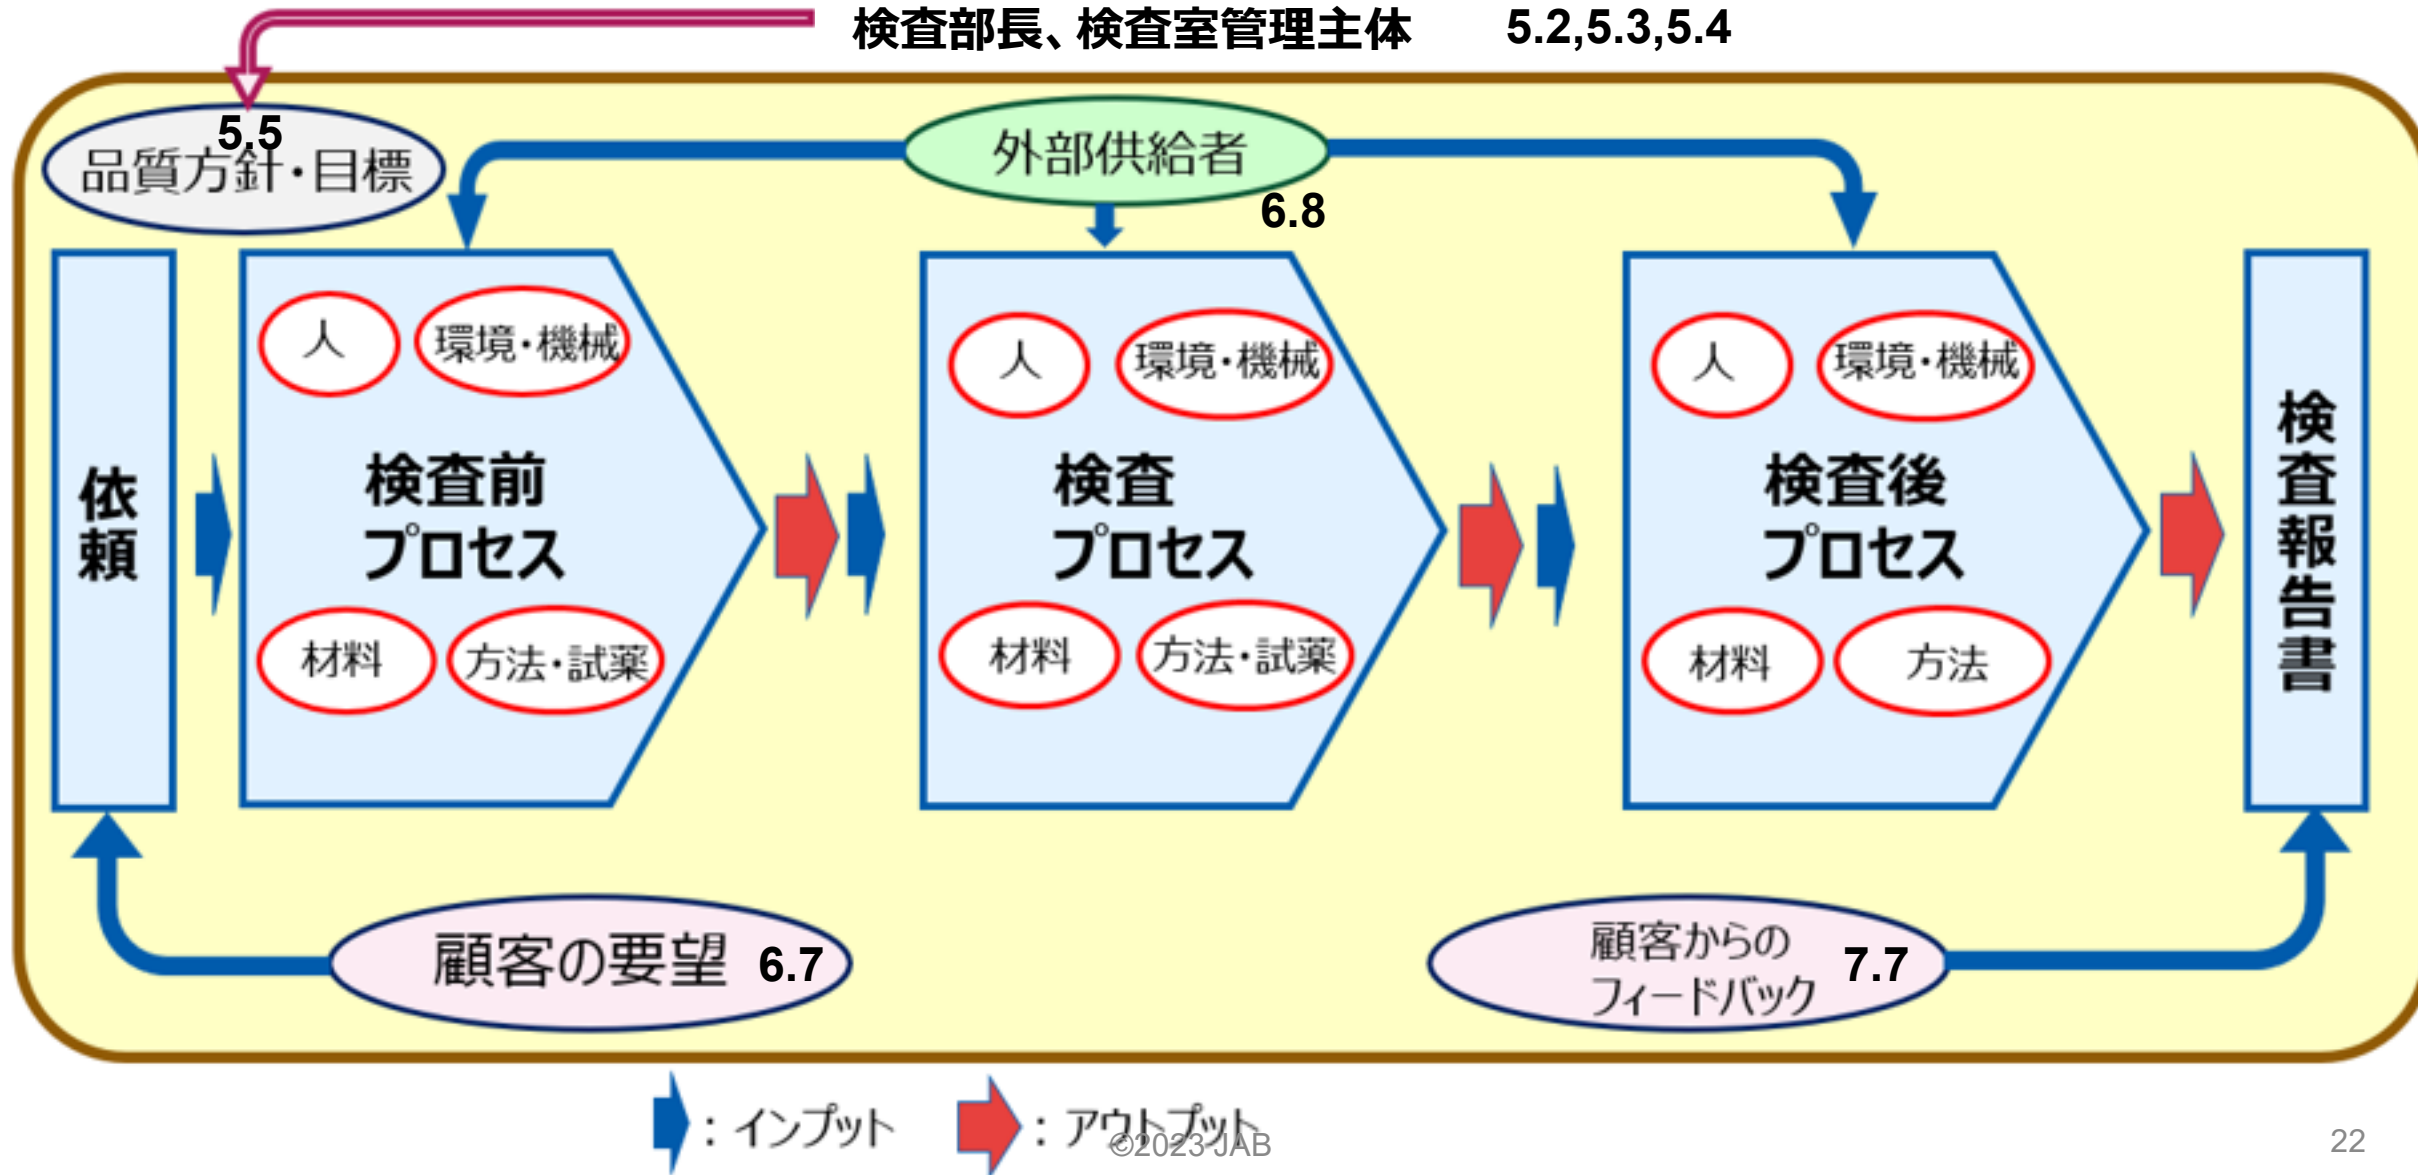 検査部長、検査室管理主体 5.2,5.3,5.4
5.5
品質方針・目標
外部供給者
6.8
依頼
人
環境・機械
検査前
プロセス
材料
方法・試薬
人
環境・機械
検査
プロセス
材料
方法・試薬
人
環境・機械
検査後
プロセス
材料
方法
検査報告書
顧客の要望 6.7
顧客からの
フィードバック
7.7
：インプット
：アウトプット
©2023 JAB
22